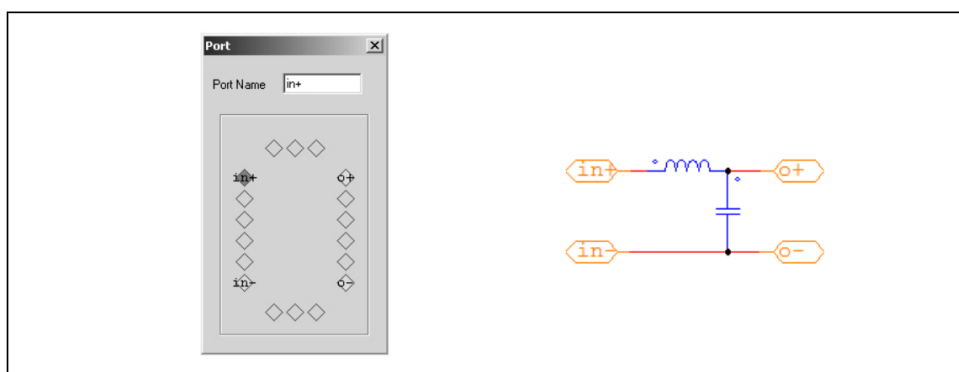 Port
Port Name in+
in+ o+
in- o-
in+ o+
in- o-